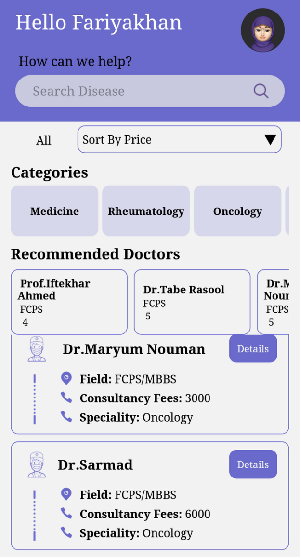 Hello Fariyakhan
How can we help?
Search Disease
All
Sort By Price
Categories
Medicine
Rheumatology
Oncology
Recommended Doctors
Prof.Iftekhar
Ahmed
FCPS
4
Dr.Tabe Rasool
FCPS
5
FCPS
5
Dr.Maryum Nouman
Details
Field: FCPS/MBBS
Consultancy Fees: 3000
Speciality: Oncology
Dr.Sarmad
Details
Field: FCPS/MBBS
Consultancy Fees: 6000
Speciality: Oncology